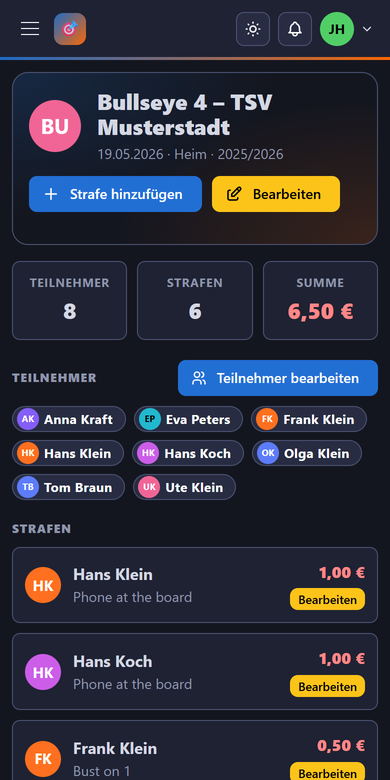 JH
BU
Bullseye 4 – TSV
Musterstadt
19.05.2026 · Heim · 2025/2026
Strafe hinzufügen
Bearbeiten
TEILNEHMER
8
STRAFEN
6
SUMME
6,50 €
TEILNEHMER
Teilnehmer bearbeiten
AK Anna Kraft
EP Eva Peters
FK Frank Klein
HK Hans Klein
HK Hans Koch
OK Olga Klein
TB Tom Braun
UK Ute Klein
STRAFEN
HK
Hans Klein
Phone at the board
1,00 €
Bearbeiten
HK
Hans Koch
Phone at the board
1,00 €
Bearbeiten
FK
Frank Klein
Bust on 1
0,50 €
Bearbeiten